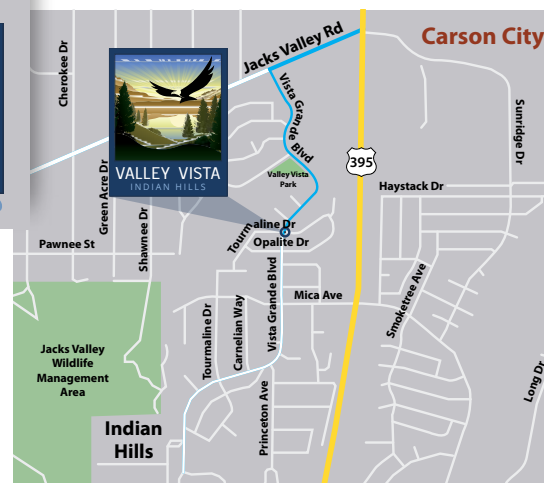 Carson City
Jacks Valley Rd
Cherokee Dr
Vista Grande Blvd
Sunridge Dr
VALLEY VISTA
INDIAN HILLS
395
Valley Vista
Park
Haystack Dr
Green Acre Dr
Shawnee Dr
Tourmaline Dr
Opalite Dr
Pawnee St
Vista Grande Blvd
Mica Ave
Smoketree Ave
Tourmaline Dr
Carnelian Way
Jacks Valley
Wildlife
Management
Area
Long Dr
Princeton Ave
Indian
Hills